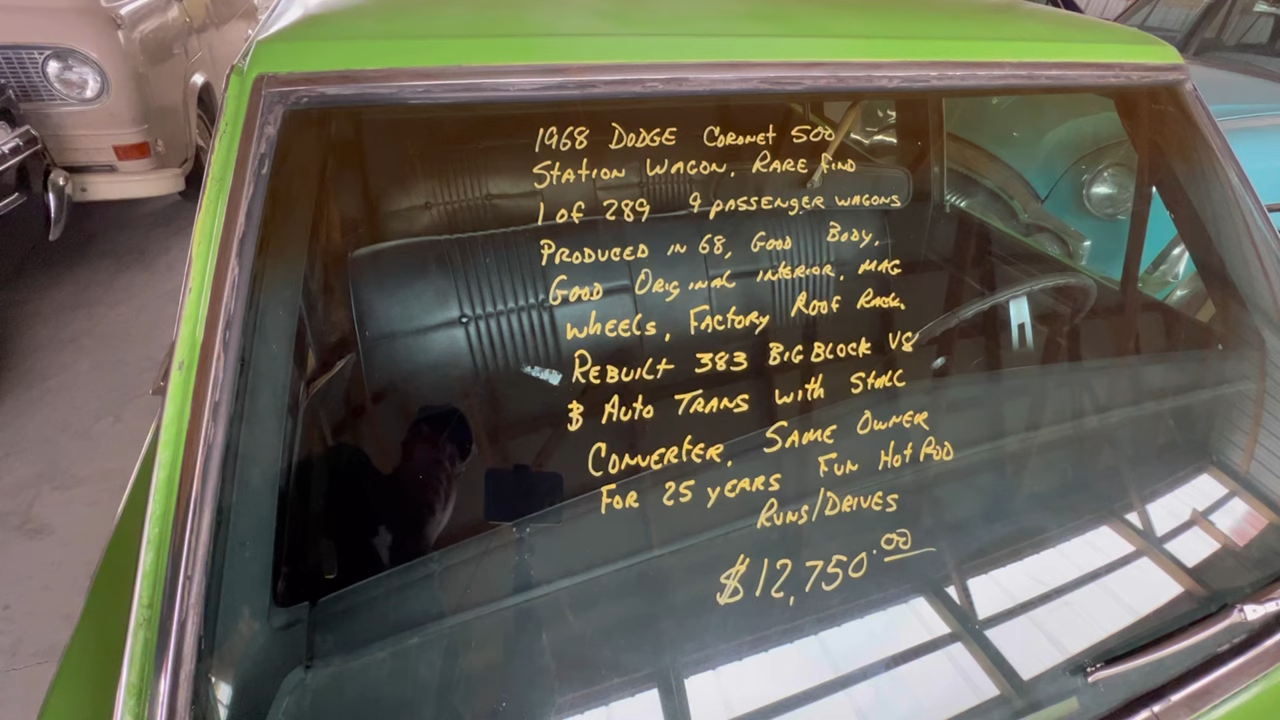 1968 DODGE CORONET 500
STATION WAGON. RARE FIND
1 of 289 9 PASSENGER WAGONS
PRODUCED IN 68, GOOD BODY,
GOOD ORIGINAL INTERIOR, MAG
WHEELS, FACTORY ROOF RACK.
REBUILT 383 BIG BLOCK V8
$ AUTO TRANS WITH STALL
CONVERTER. SAME OWNER
FOR 25 YEARS FUN HOT ROD
RUNS/DRIVES
$12,750.00